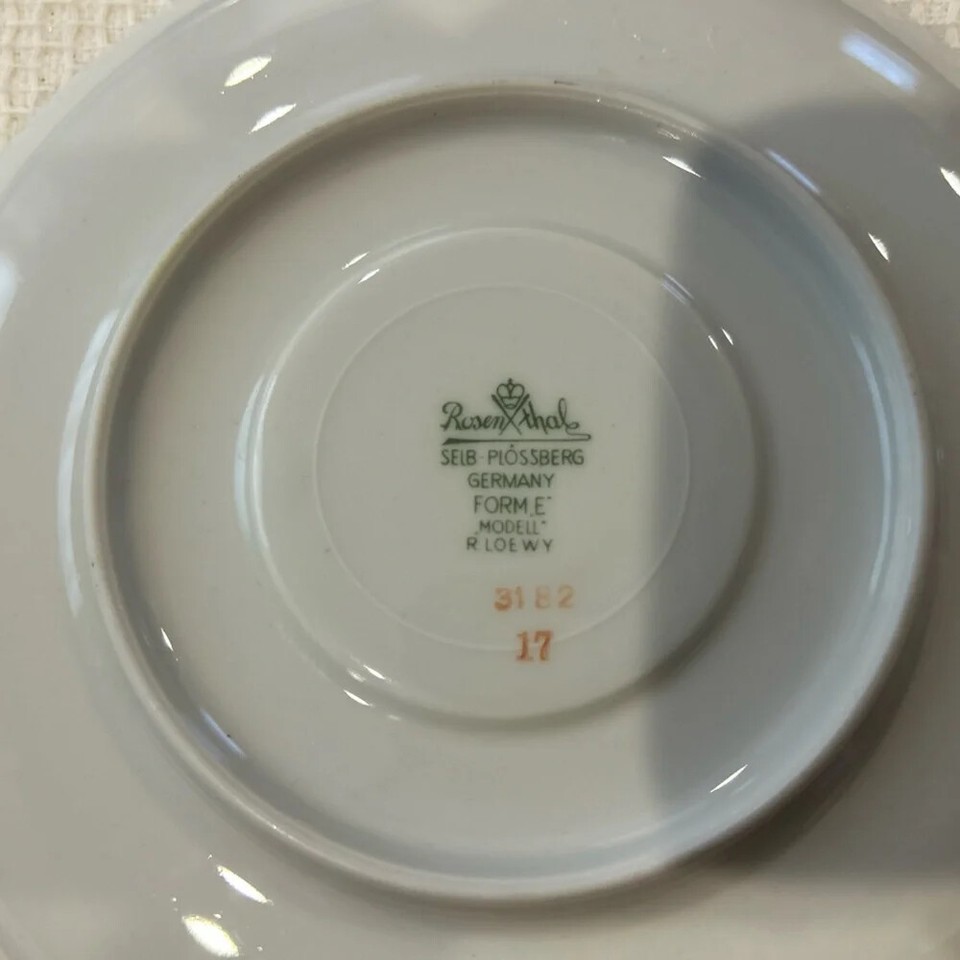 Rosenthal
SELB-PLÖSSBERG
GERMANY
FORM „E"
„MODELL"
R. LOEWY
3182
17